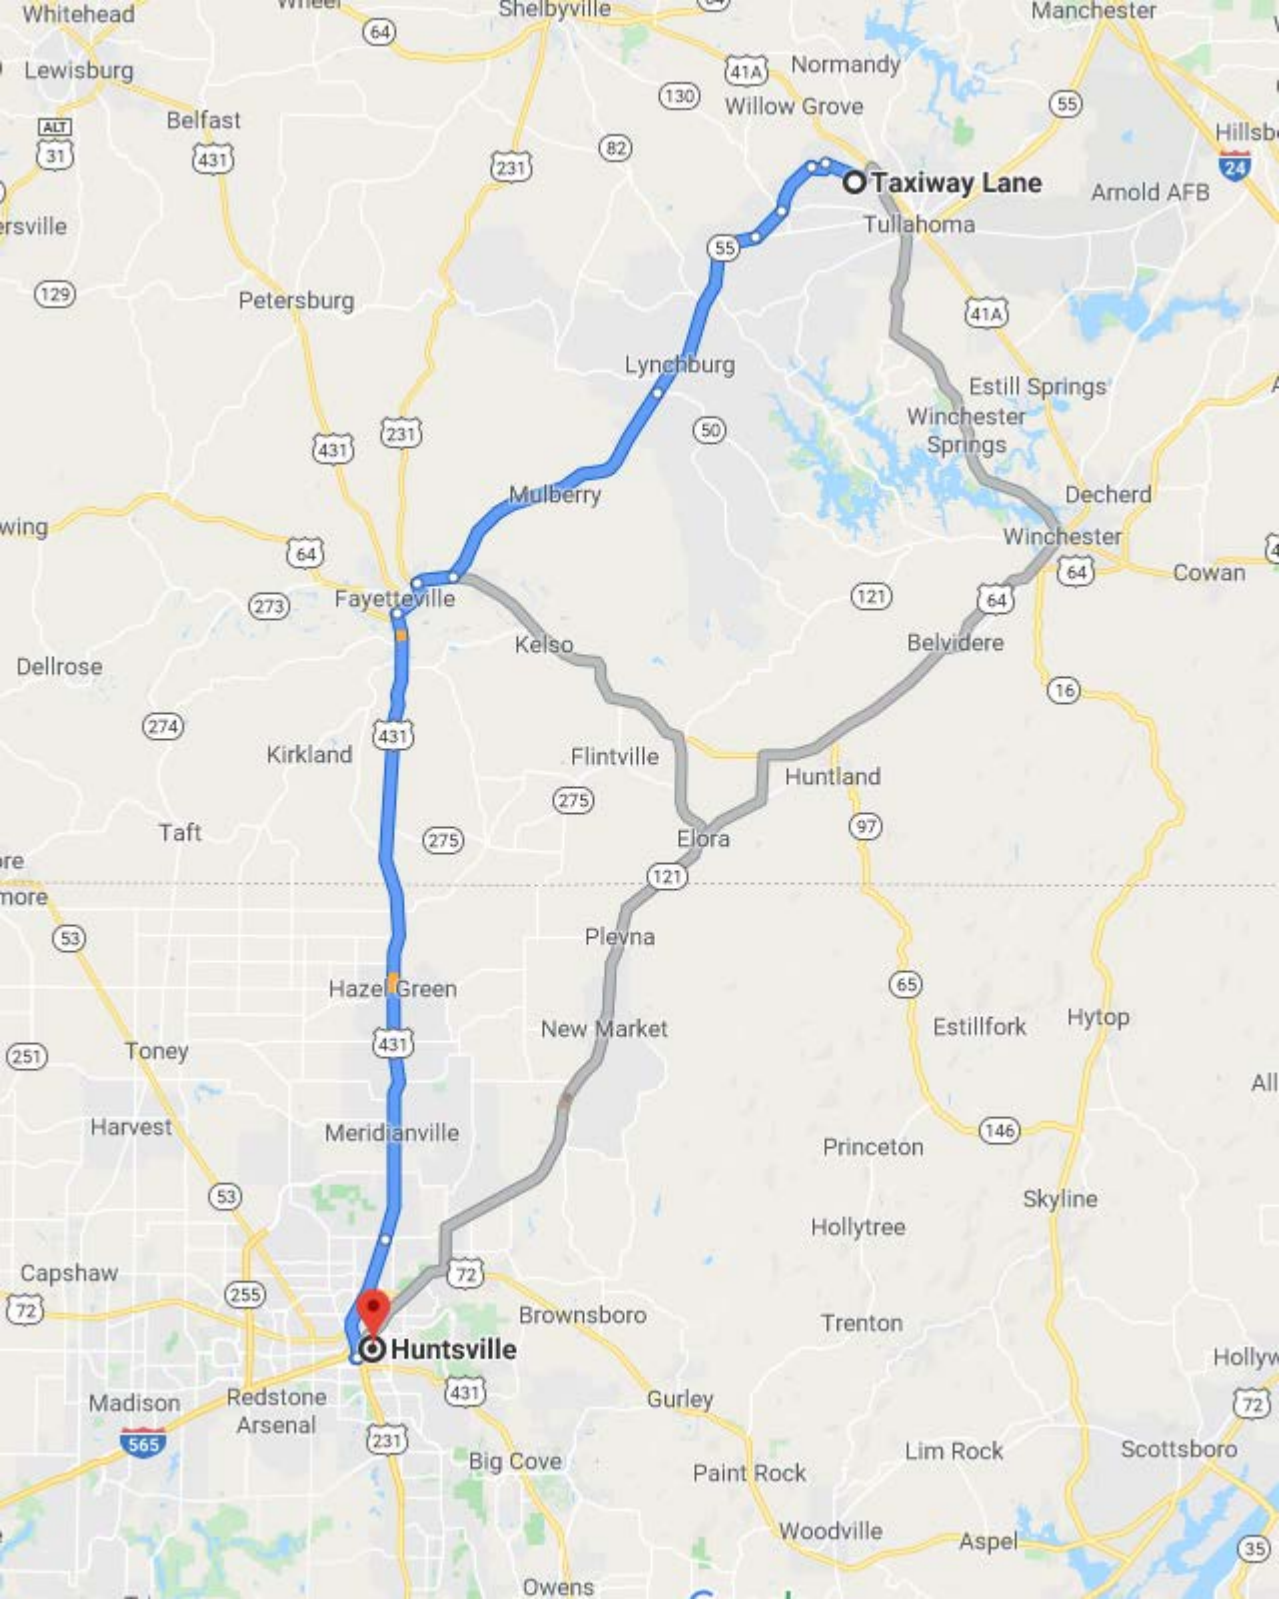 Whitehead
Shelbyville
Manchester
64
41A
Normandy
Lewisburg
130
Willow Grove
55
Belfast
ALT
31
431
231
82
Hillsb
24
Taxiway Lane
Arnold AFB
ersville
Tullahoma
55
129
Petersburg
41A
Lynchburg
Estill Springs
Winchester
Springs
50
231
431
Mulberry
Decherd
wing
64
Winchester
64
Cowan
273
Fayetteville
121
64
Kelso
Belvidere
Dellrose
16
274
431
Kirkland
Flintville
Huntland
275
Taft
275
Elora
97
ore
121
more
53
Plevna
Hazel Green
65
New Market
Estillfork
Hytop
251
Toney
431
All
Harvest
Meridianville
146
Princeton
53
Skyline
Hollytree
Capshaw
72
72
255
Brownsboro
Trenton
Huntsville
Hollyw
Madison
Redstone
Arsenal
431
Gurley
72
565
231
Big Cove
Lim Rock
Scottsboro
Paint Rock
Woodville
Aspel
35
Owens